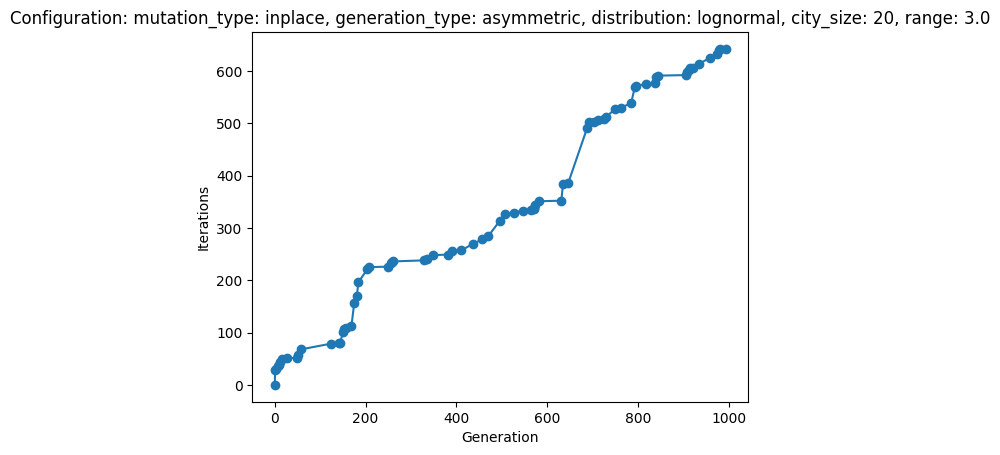 Configuration: mutation_type: inplace, generation_type: asymmetric, distribution: lognormal, city_size: 20, range: 3.0
600
500
400
300
200
100
0
Iterations
0 200 400 600 800 1000
Generation